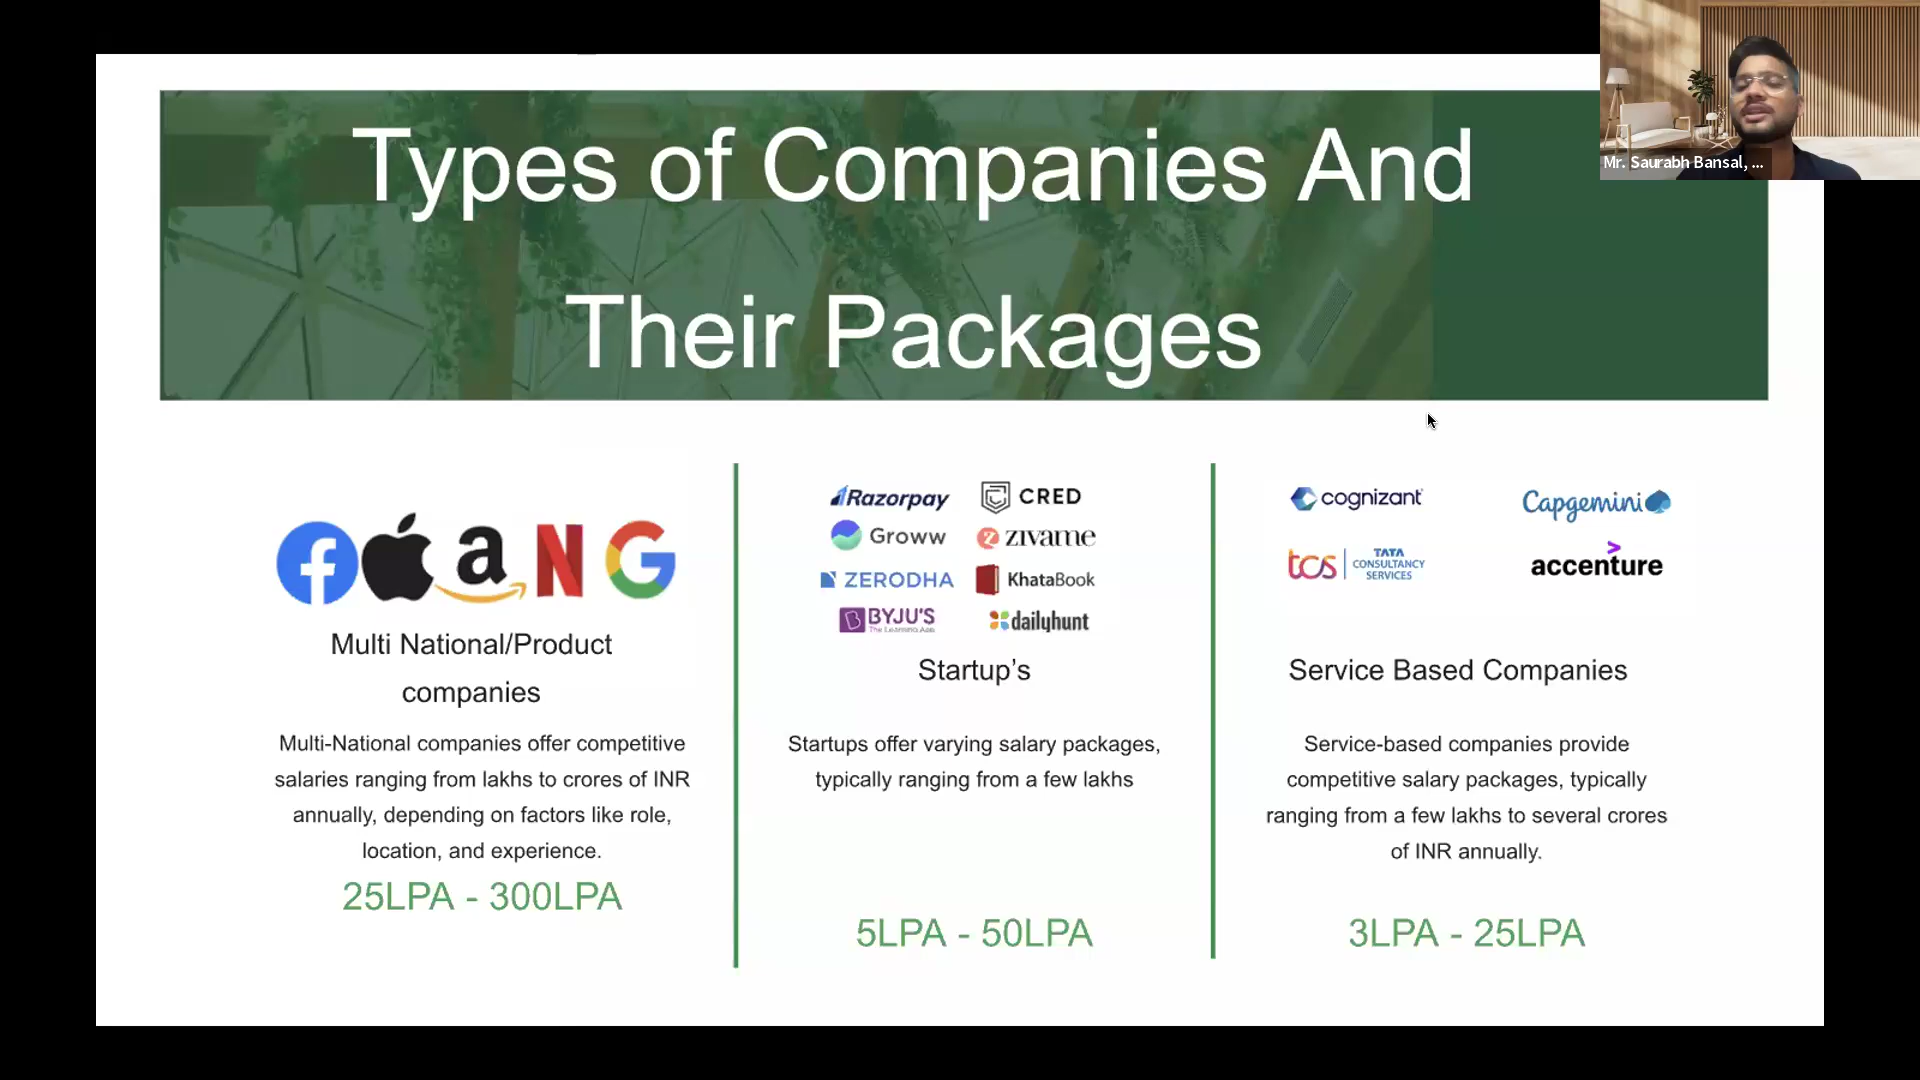 Types of Companies And
Their Packages
Mr. Saurabh Bansal, ...
Multi National/Product
companies
Multi-National companies offer competitive
salaries ranging from lakhs to crores of INR
annually, depending on factors like role,
location, and experience.
25LPA - 300LPA
Razorpay
CRED
Groww
zivame
ZERODHA
KhataBook
BYJU'S
The Learning App
dailyhunt
Startup’s
Startups offer varying salary packages,
typically ranging from a few lakhs
5LPA - 50LPA
cognizant
Capgemini
tcs
TATA
CONSULTANCY
SERVICES
accenture
Service Based Companies
Service-based companies provide
competitive salary packages, typically
ranging from a few lakhs to several crores
of INR annually.
3LPA - 25LPA